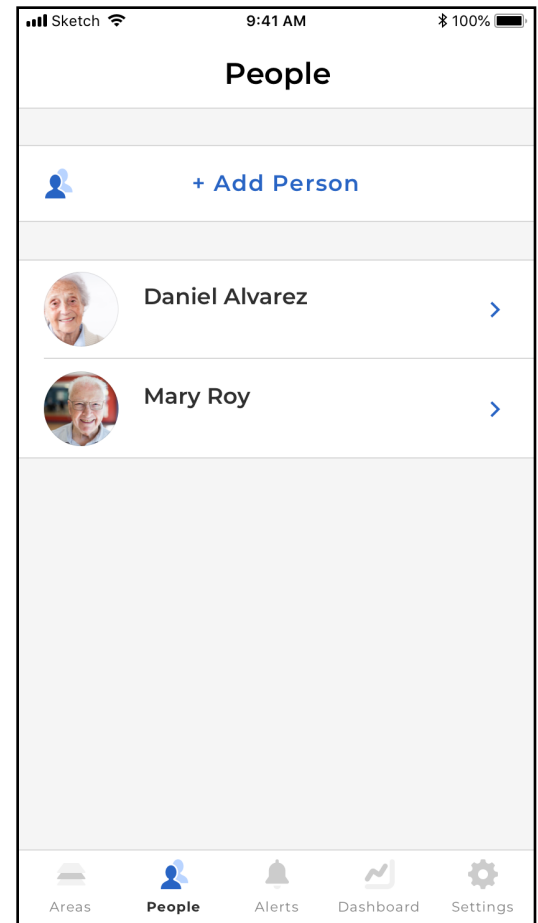 Sketch 9:41 AM 100%
People
+ Add Person
Daniel Alvarez
Mary Roy
Areas People Alerts Dashboard Settings